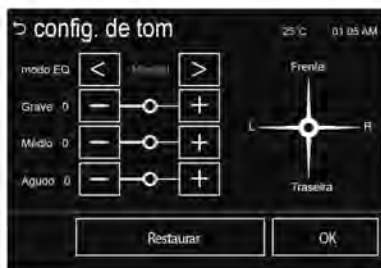 config. de tom
25°C 01:05 AM
modo EQ < > Frente
Grave 0 − +
L R
Médio 0 − +
Agudo 0 − +
Traseira
Restaurar OK